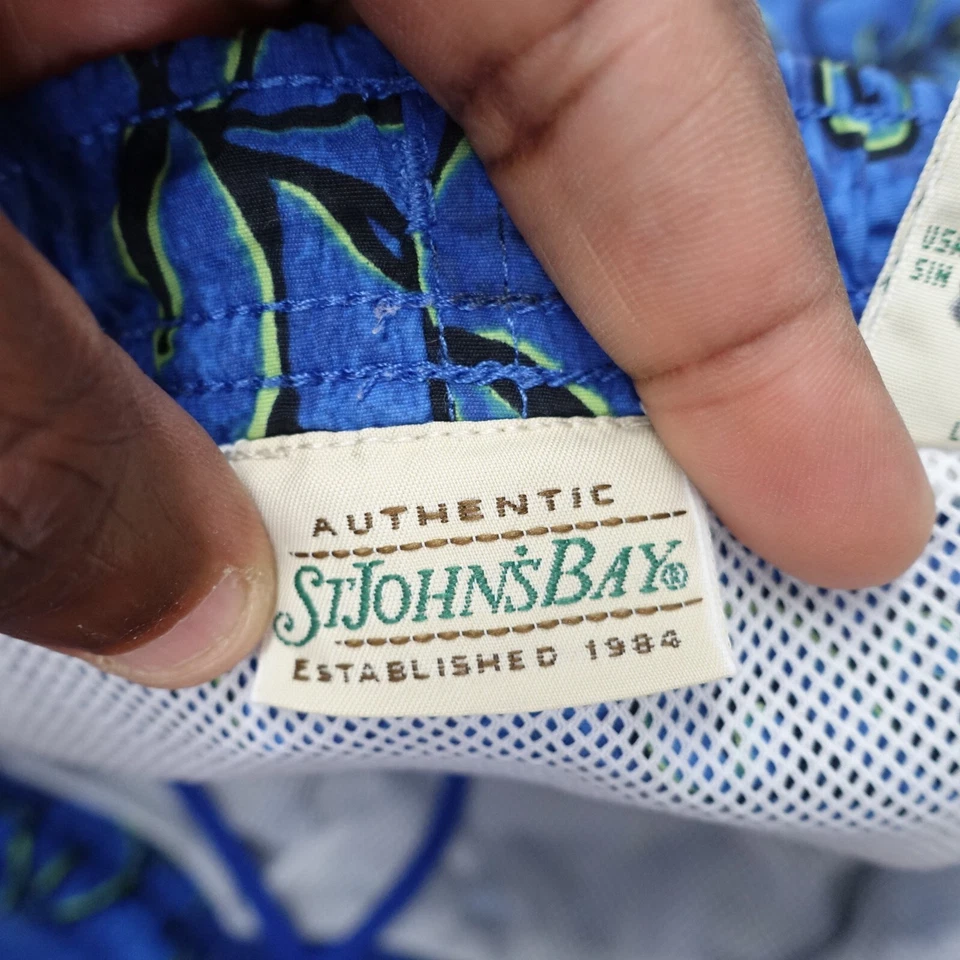 AUTHENTIC
ST. JOHN'S BAY®
ESTABLISHED 1984